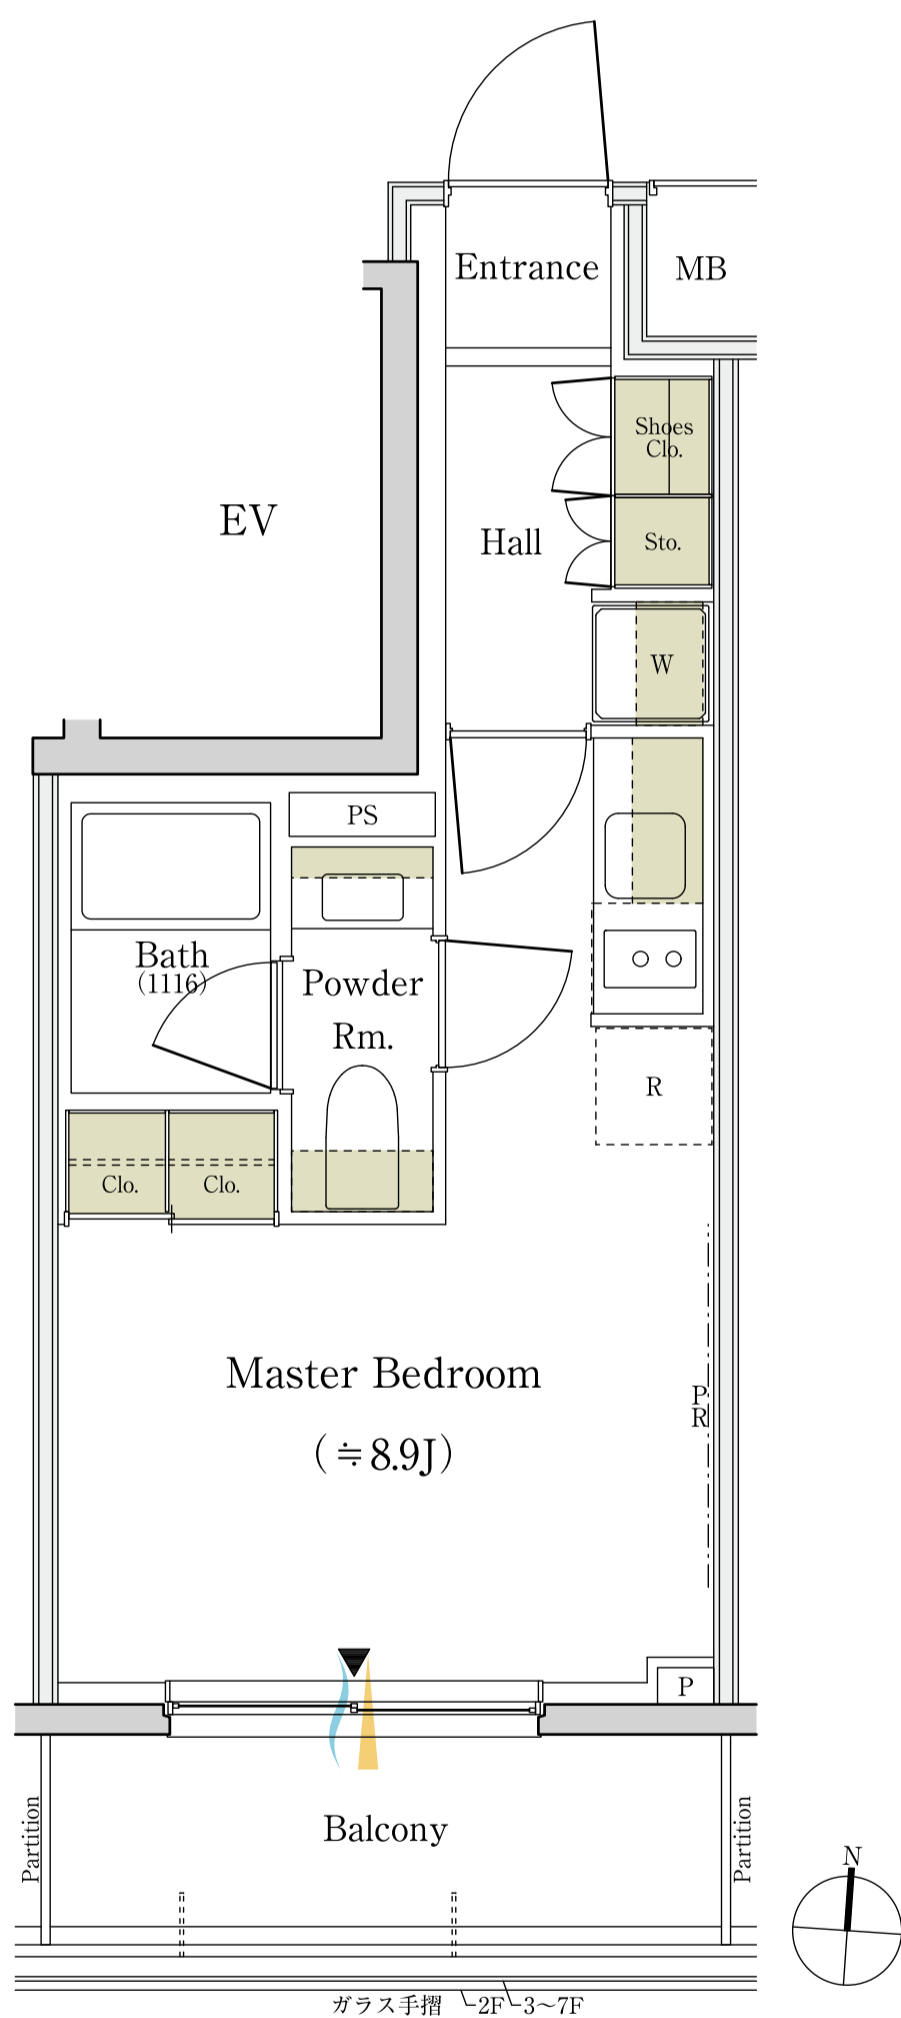 Entrance
MB
Shoes
Clo.
EV
Hall
Sto.
W
PS
Bath
(1116)
Powder
Rm.
R
Clo.
Clo.
Master Bedroom
(≒8.9J)
P
R
P
Partition
Balcony
Partition
N
ガラス手摺 2F 3〜7F